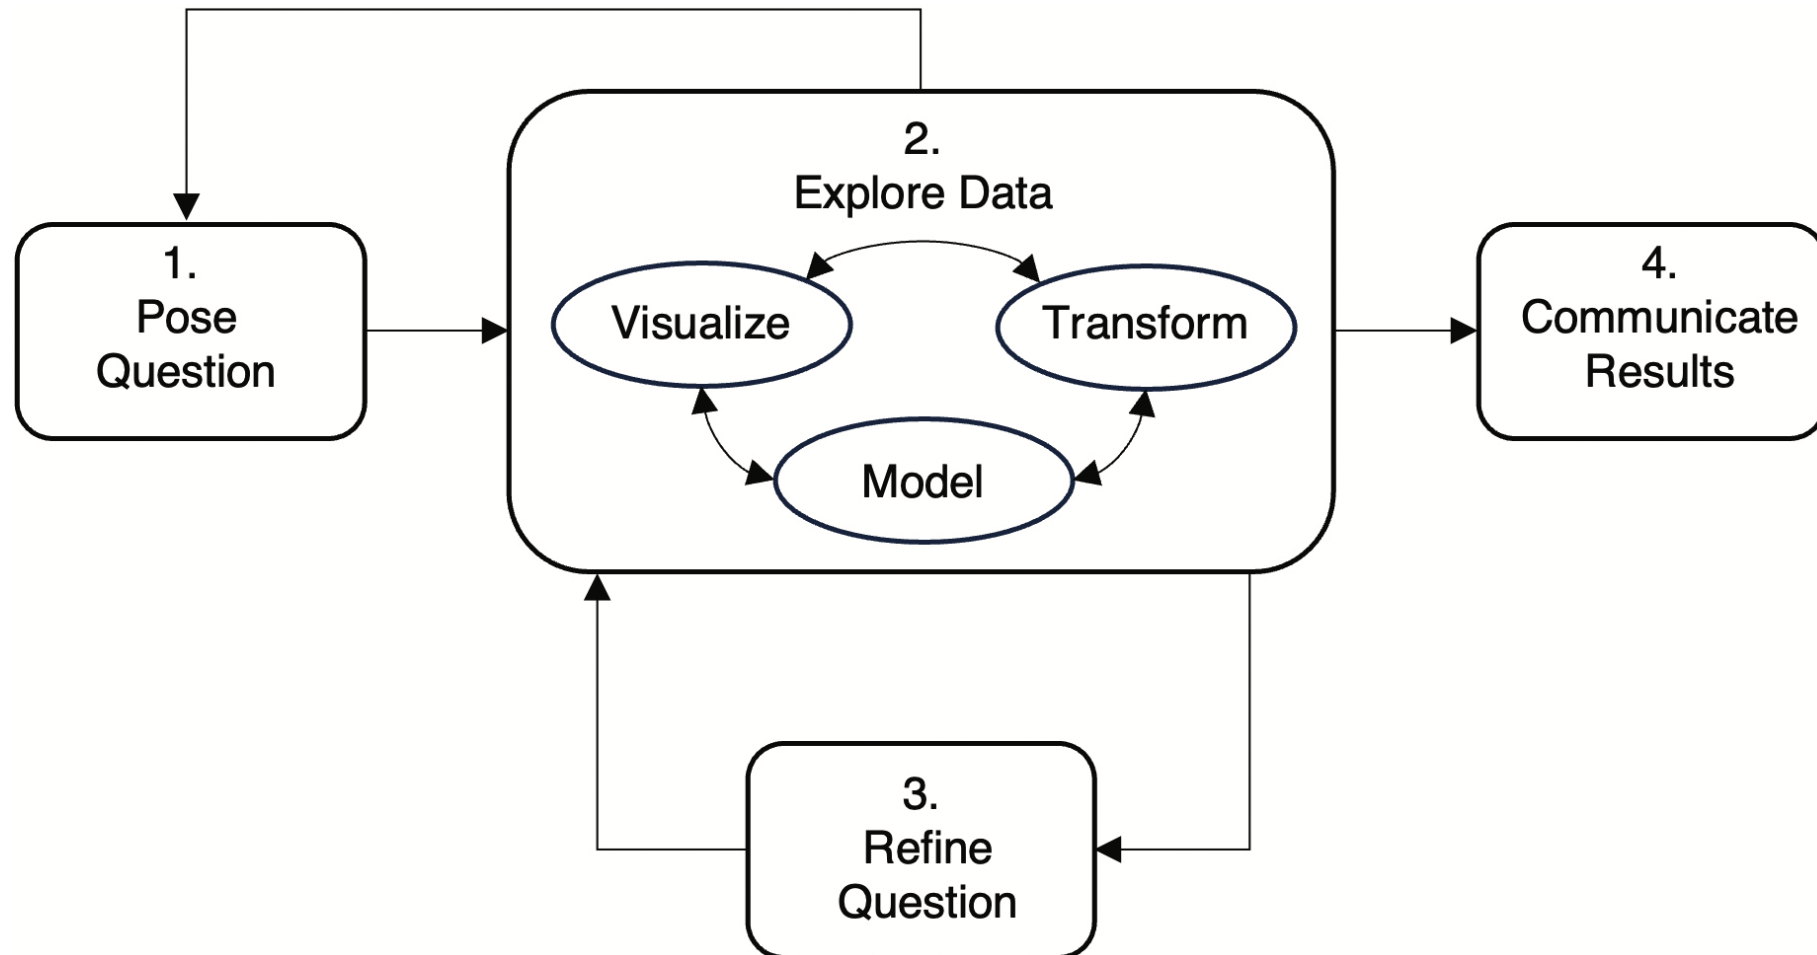 1.
Pose
Question
2.
Explore Data
Visualize
Transform
Model
3.
Refine
Question
4.
Communicate
Results